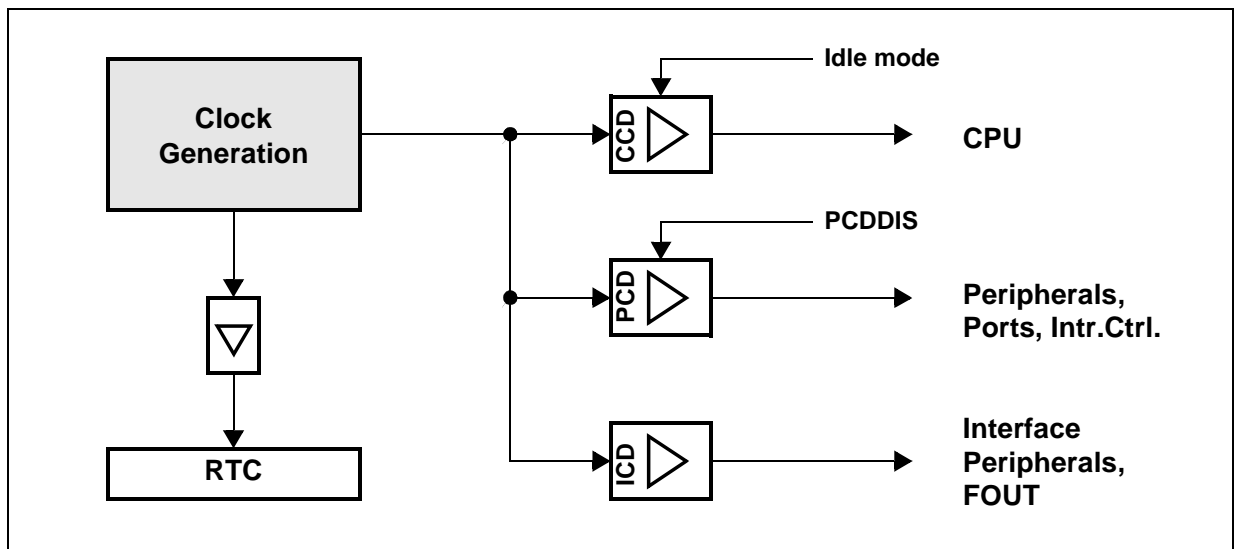 Idle mode
Clock
Generation
CCD
CPU
PCDDIS
PCD
Peripherals,
Ports, Intr.Ctrl.
RTC
ICD
Interface
Peripherals,
FOUT